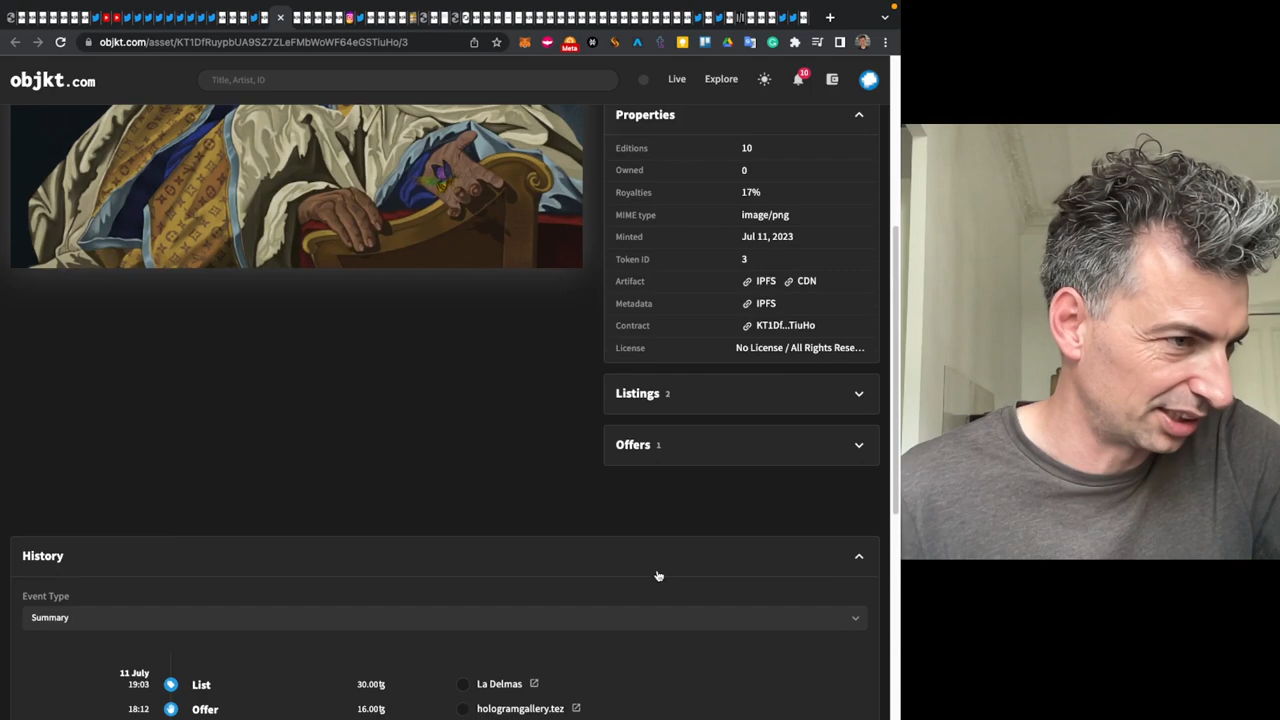 objkt.com/asset/KT1DfRuypbUA9SZ7ZLeFMbWoWF64eGSTiuHo/3
Meta
objkt.com
Title, Artist, ID
Live
Explore
10
Properties
Editions 10
Owned 0
Royalties 17%
MIME type image/png
Minted Jul 11, 2023
Token ID 3
Artifact IPFS CDN
Metadata IPFS
Contract KT1Df...TiuHo
License No License / All Rights Rese...
Listings 2
Offers 1
History
Event Type
Summary
11 July
19:03 List 30.00ꜩ La Delmas
18:12 Offer 16.00ꜩ hologramgallery.tez